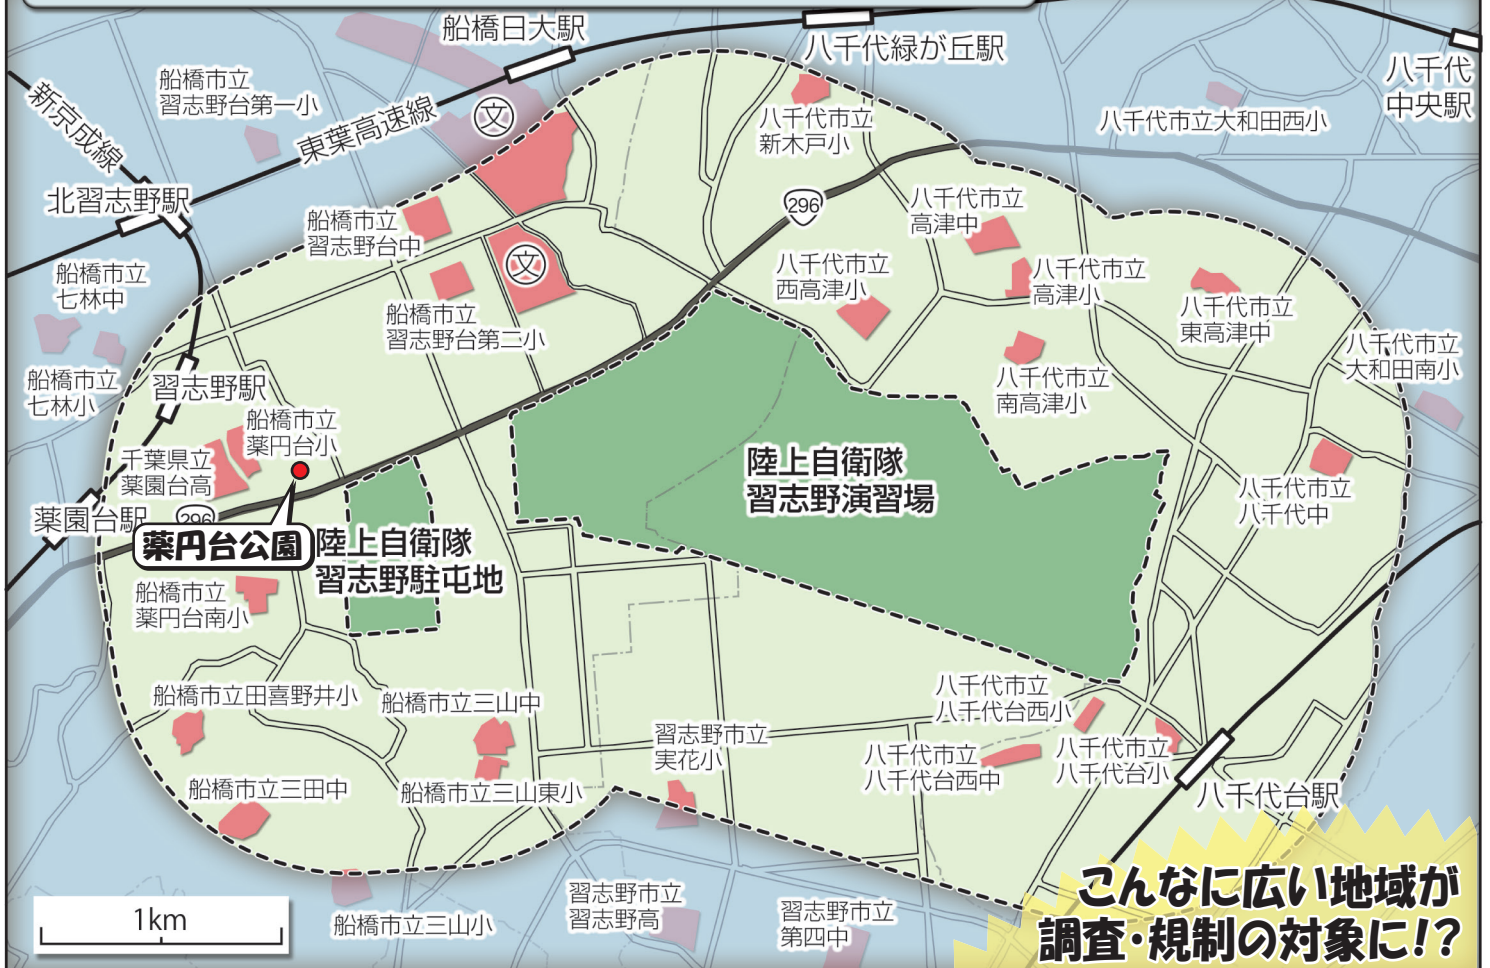 船橋日大駅
八千代緑が丘駅
八千代
中央駅
船橋市立
習志野台第一小
新京成線
東葉高速線
文
八千代市立
新木戸小
八千代市立大和田西小
北習志野駅
船橋市立
習志野台中
296
八千代市立
高津中
船橋市立
七林中
文
八千代市立
西高津小
八千代市立
高津小
八千代市立
東高津中
船橋市立
習志野台第二小
八千代市立
大和田南小
船橋市立
七林小
習志野駅
八千代市立
南高津小
船橋市立
薬円台小
千葉県立
薬園台高
陸上自衛隊
習志野演習場
八千代市立
八千代中
薬園台駅
296
薬円台公園
陸上自衛隊
習志野駐屯地
船橋市立
薬円台南小
船橋市立田喜野井小
船橋市立三山中
八千代市立
八千代台西小
習志野市立
実花小
八千代市立
八千代台西中
八千代市立
八千代台小
船橋市立三田中
船橋市立三山東小
八千代台駅
こんなに広い地域が
調査・規制の対象に!?
1km
船橋市立三山小
習志野市立
習志野高
習志野市立
第四中